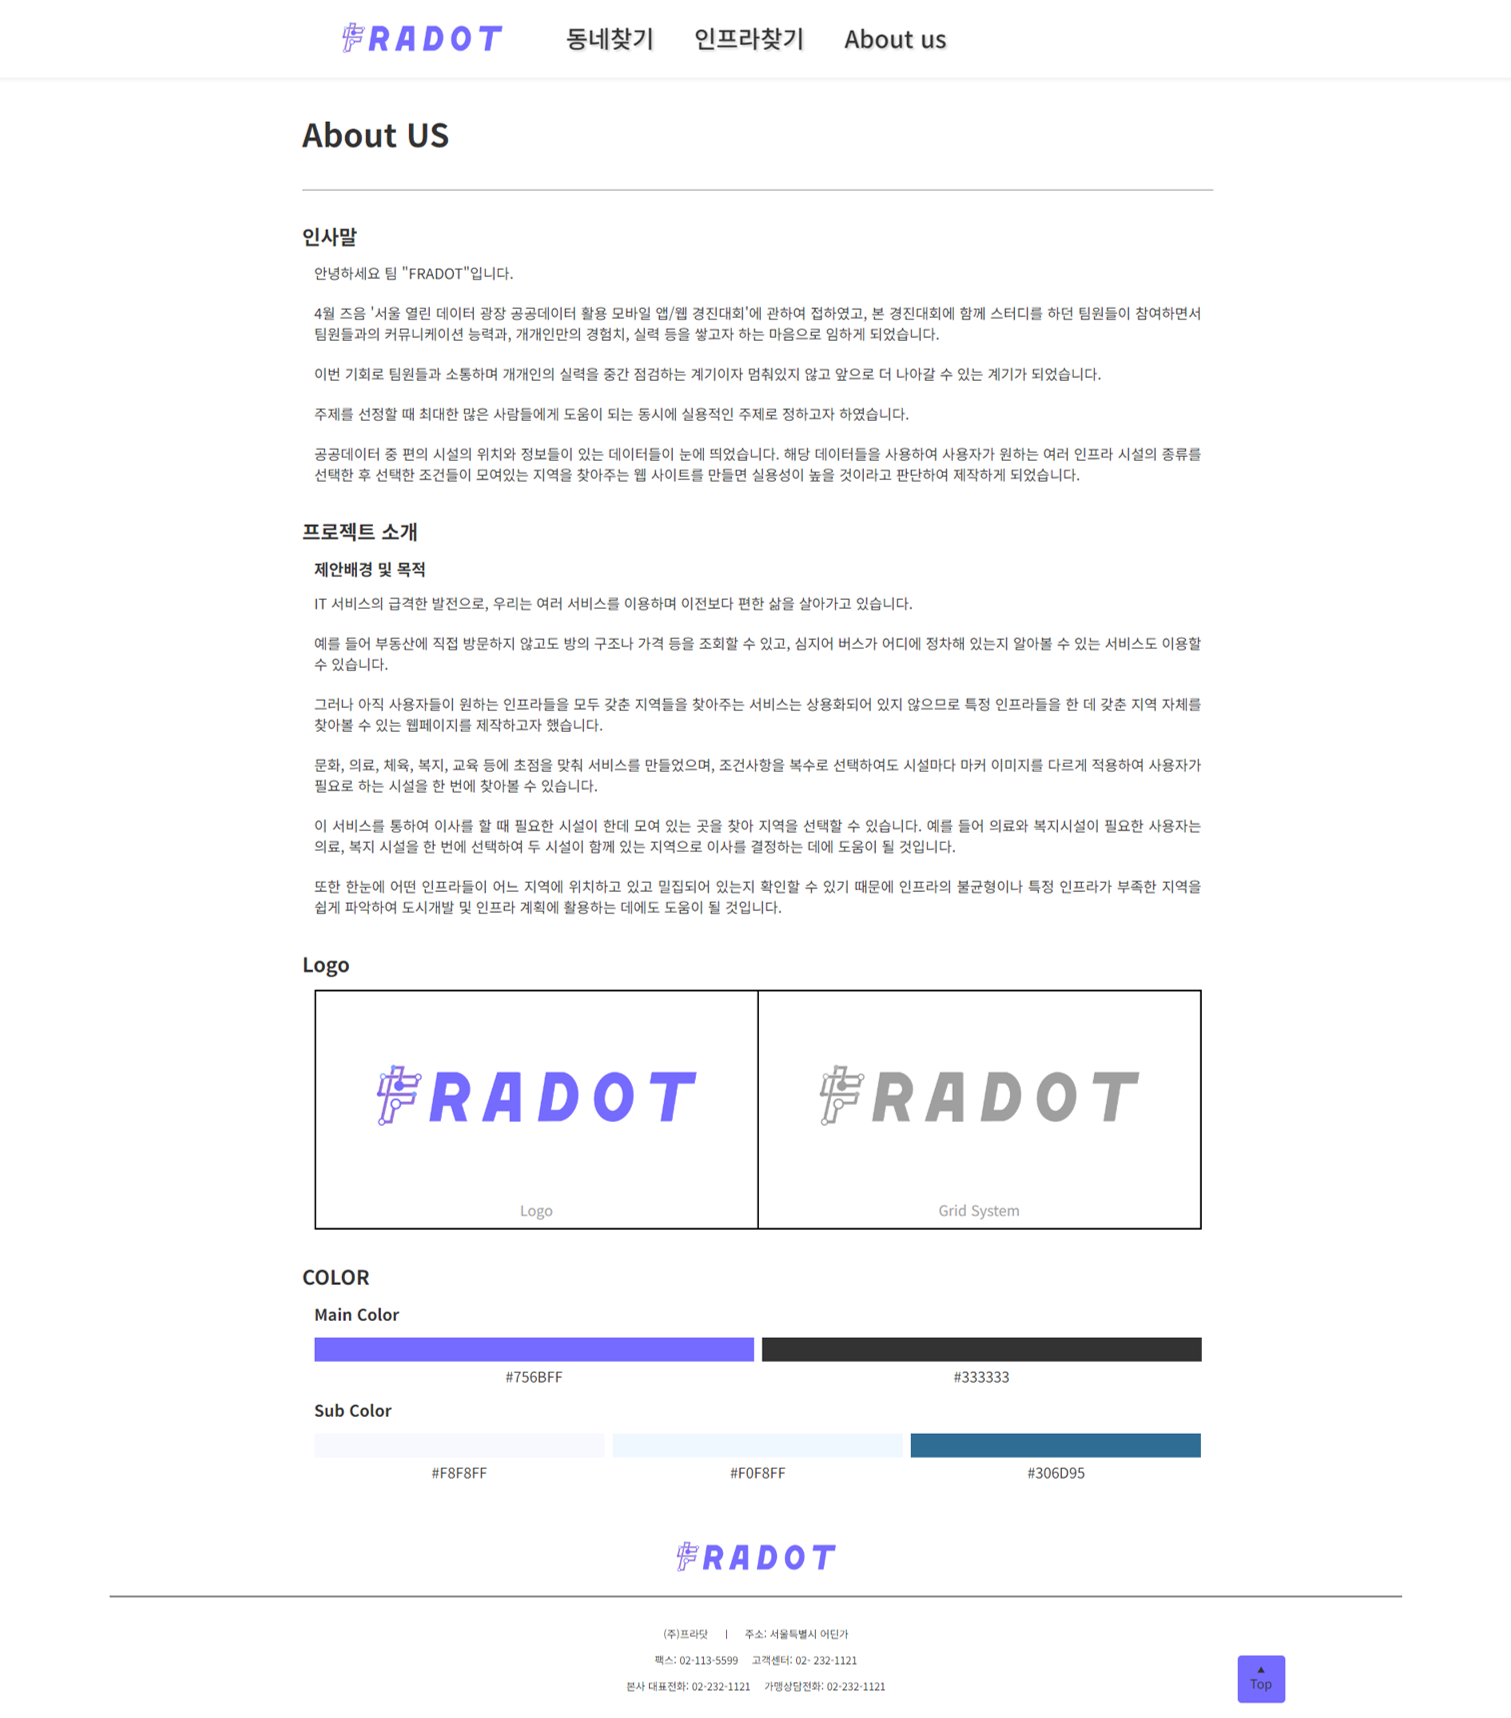 FRADOT 동네찾기 인프라찾기 About us
About US
인사말
안녕하세요 팀 "FRADOT"입니다.
4월 즈음 '서울 열린 데이터 광장 공공데이터 활용 모바일 앱/웹 경진대회'에 관하여 접하였고, 본 경진대회에 함께 스터디를 하던 팀원들이 참여하면서
팀원들과의 커뮤니케이션 능력과, 개개인만의 경험치, 실력 등을 쌓고자 하는 마음으로 임하게 되었습니다.
이번 기회로 팀원들과 소통하며 개개인의 실력을 중간 점검하는 계기이자 멈춰있지 않고 앞으로 더 나아갈 수 있는 계기가 되었습니다.
주제를 선정할 때 최대한 많은 사람들에게 도움이 되는 동시에 실용적인 주제로 정하고자 하였습니다.
공공데이터 중 편의 시설의 위치와 정보들이 있는 데이터들이 눈에 띄었습니다. 해당 데이터들을 사용하여 사용자가 원하는 여러 인프라 시설의 종류를
선택한 후 선택한 조건들이 모여있는 지역을 찾아주는 웹 사이트를 만들면 실용성이 높을 것이라고 판단하여 제작하게 되었습니다.
프로젝트 소개
제안배경 및 목적
IT 서비스의 급격한 발전으로, 우리는 여러 서비스를 이용하며 이전보다 편한 삶을 살아가고 있습니다.
예를 들어 부동산에 직접 방문하지 않고도 방의 구조나 가격 등을 조회할 수 있고, 심지어 버스가 어디에 정차해 있는지 알아볼 수 있는 서비스도 이용할
수 있습니다.
그러나 아직 사용자들이 원하는 인프라들을 모두 갖춘 지역들을 찾아주는 서비스는 상용화되어 있지 않으므로 특정 인프라들을 한 데 갖춘 지역 자체를
찾아볼 수 있는 웹페이지를 제작하고자 했습니다.
문화, 의료, 체육, 복지, 교육 등에 초점을 맞춰 서비스를 만들었으며, 조건사항을 복수로 선택하여도 시설마다 마커 이미지를 다르게 적용하여 사용자가
필요로 하는 시설을 한 번에 찾아볼 수 있습니다.
이 서비스를 통하여 이사를 할 때 필요한 시설이 한데 모여 있는 곳을 찾아 지역을 선택할 수 있습니다. 예를 들어 의료와 복지시설이 필요한 사용자는
의료, 복지 시설을 한 번에 선택하여 두 시설이 함께 있는 지역으로 이사를 결정하는 데에 도움이 될 것입니다.
또한 한눈에 어떤 인프라들이 어느 지역에 위치하고 있고 밀집되어 있는지 확인할 수 있기 때문에 인프라의 불균형이나 특정 인프라가 부족한 지역을
쉽게 파악하여 도시개발 및 인프라 계획에 활용하는 데에도 도움이 될 것입니다.
Logo
FRADOT FRADOT
Logo Grid System
COLOR
Main Color
#756BFF #333333
Sub Color
#F8F8FF #F0F8FF #306D95
FRADOT
(주)프라닷 | 주소: 서울특별시 어딘가
팩스: 02-113-5599 고객센터: 02- 232-1121
본사 대표전화: 02-232-1121 가맹상담전화: 02-232-1121
▲
Top